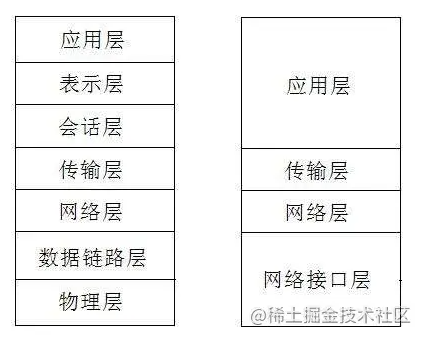 应用层
表示层
会话层
传输层
网络层
数据链路层
物理层
应用层
传输层
网络层
网络接口层
@稀土掘金技术社区